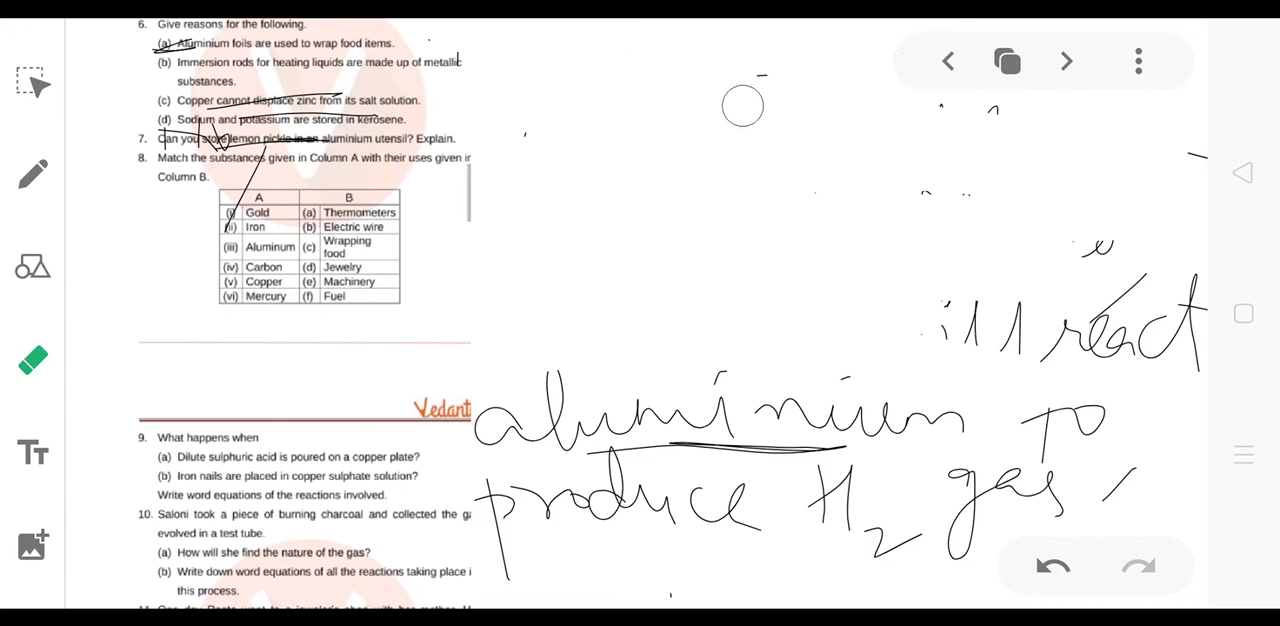 6. Give reasons for the following.
(a) Aluminium foils are used to wrap food items.
(b) Immersion rods for heating liquids are made up of metallic
substances.
(c) Copper cannot displace zinc from its salt solution.
(d) Sodium and potassium are stored in kerosene.
7. Can you store lemon pickle in an aluminium utensil? Explain.
8. Match the substances given in Column A with their uses given in
Column B.
A B
(i) Gold (a) Thermometers
(ii) Iron (b) Electric wire
(iii) Aluminum (c) Wrapping food
(iv) Carbon (d) Jewelry
(v) Copper (e) Machinery
(vi) Mercury (f) Fuel
ill react
aluminium to
produce H2 gas
Vedant
9. What happens when
(a) Dilute sulphuric acid is poured on a copper plate?
(b) Iron nails are placed in copper sulphate solution?
Write word equations of the reactions involved.
10. Saloni took a piece of burning charcoal and collected the ga
evolved in a test tube.
(a) How will she find the nature of the gas?
(b) Write down word equations of all the reactions taking place i
this process.
Tт